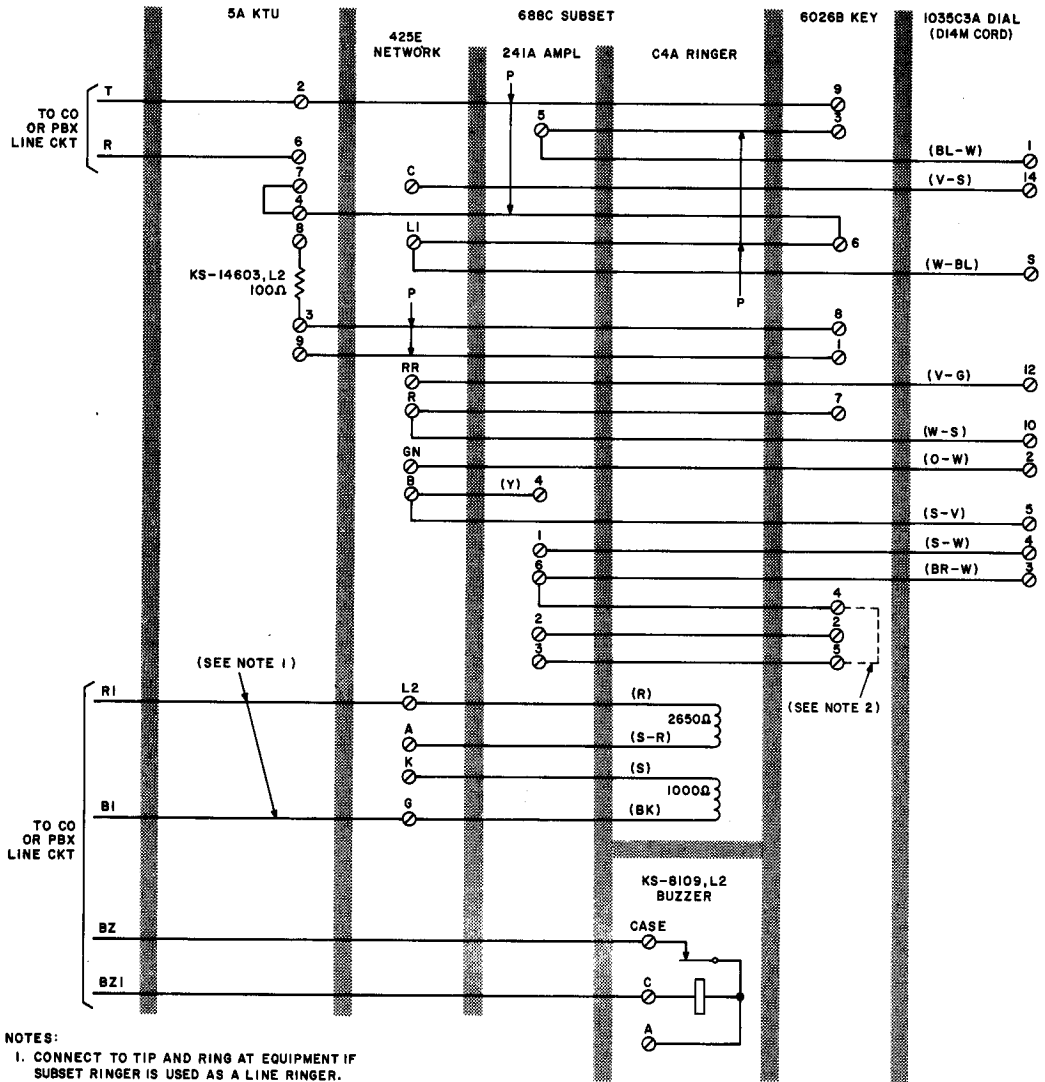 5A KTU
688C SUBSET
6026B KEY
1035C3A DIAL
(D14M CORD)
425E
NETWORK
241A AMPL
C4A RINGER
P
T
2
9
5
3
TO CO
OR PBX
LINE CKT
R
6
(BL-W)
1
7
C
(V-S)
14
4
8
L1
6
KS-14603, L2
100Ω
(W-BL)
S
P
P
3
8
9
1
RR
(V-G)
12
R
7
(W-S)
10
GN
(O-W)
2
B
(Y)
4
(S-V)
5
1
(S-W)
4
6
(BR-W)
3
4
2
2
3
5
(SEE NOTE 1)
(SEE NOTE 2)
R1
L2
(R)
2650Ω
A
(S-R)
K
(S)
1000Ω
B1
G
(BK)
TO CO
OR PBX
LINE CKT
KS-8109, L2
BUZZER
BZ
CASE
BZ1
C
A
NOTES:
1. CONNECT TO TIP AND RING AT EQUIPMENT IF
SUBSET RINGER IS USED AS A LINE RINGER.